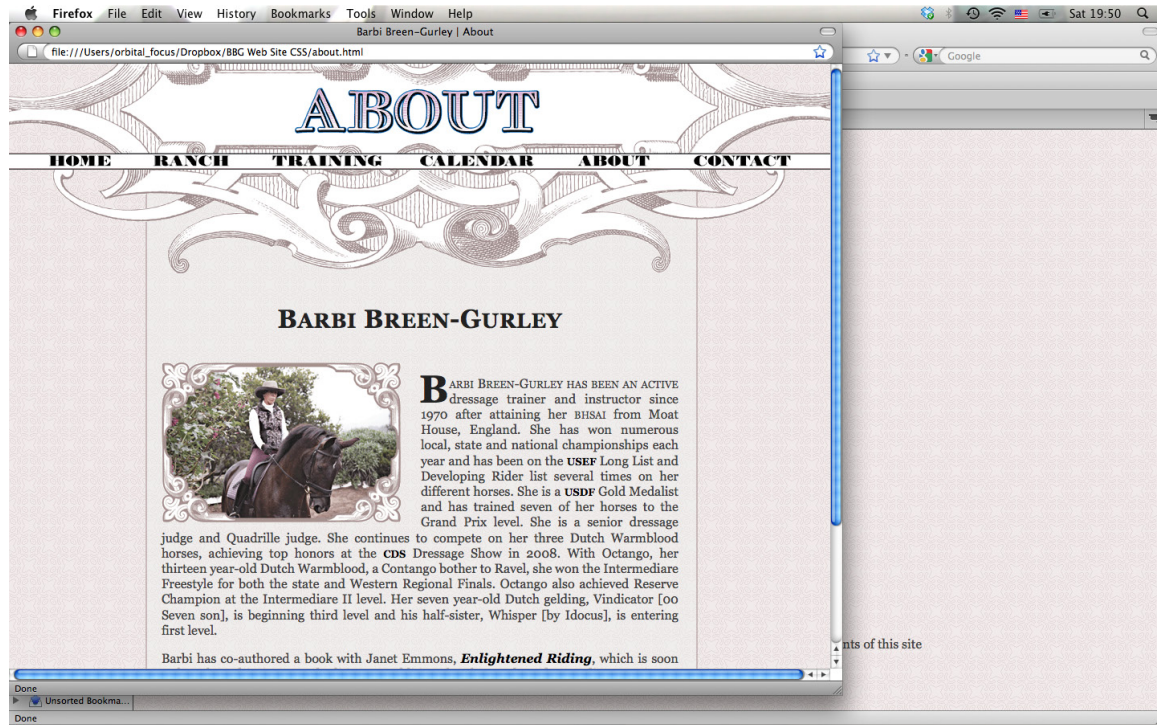 Firefox File Edit View History Bookmarks Tools Window Help Sat 19:50
Barbi Breen-Gurley | About
file:///Users/orbital_focus/Dropbox/BBG Web Site CSS/about.html
Google
ABOUT
HOME RANCH TRAINING CALENDAR ABOUT CONTACT
BARBI BREEN-GURLEY
BARBI BREEN-GURLEY HAS BEEN AN ACTIVE
dressage trainer and instructor since
1970 after attaining her BHSAI from Moat
House, England. She has won numerous
local, state and national championships each
year and has been on the USEF Long List and
Developing Rider list several times on her
different horses. She is a USDF Gold Medalist
and has trained seven of her horses to the
Grand Prix level. She is a senior dressage
judge and Quadrille judge. She continues to compete on her three Dutch Warmblood
horses, achieving top honors at the CDS Dressage Show in 2008. With Octango, her
thirteen year-old Dutch Warmblood, a Contango bother to Ravel, she won the Intermediare
Freestyle for both the state and Western Regional Finals. Octango also achieved Reserve
Champion at the Intermediare II level. Her seven year-old Dutch gelding, Vindicator [00
Seven son], is beginning third level and his half-sister, Whisper [by Idocus], is entering
first level.
nts of this site
Barbi has co-authored a book with Janet Emmons, Enlightened Riding, which is soon
Done
Unsorted Bookma...
Done